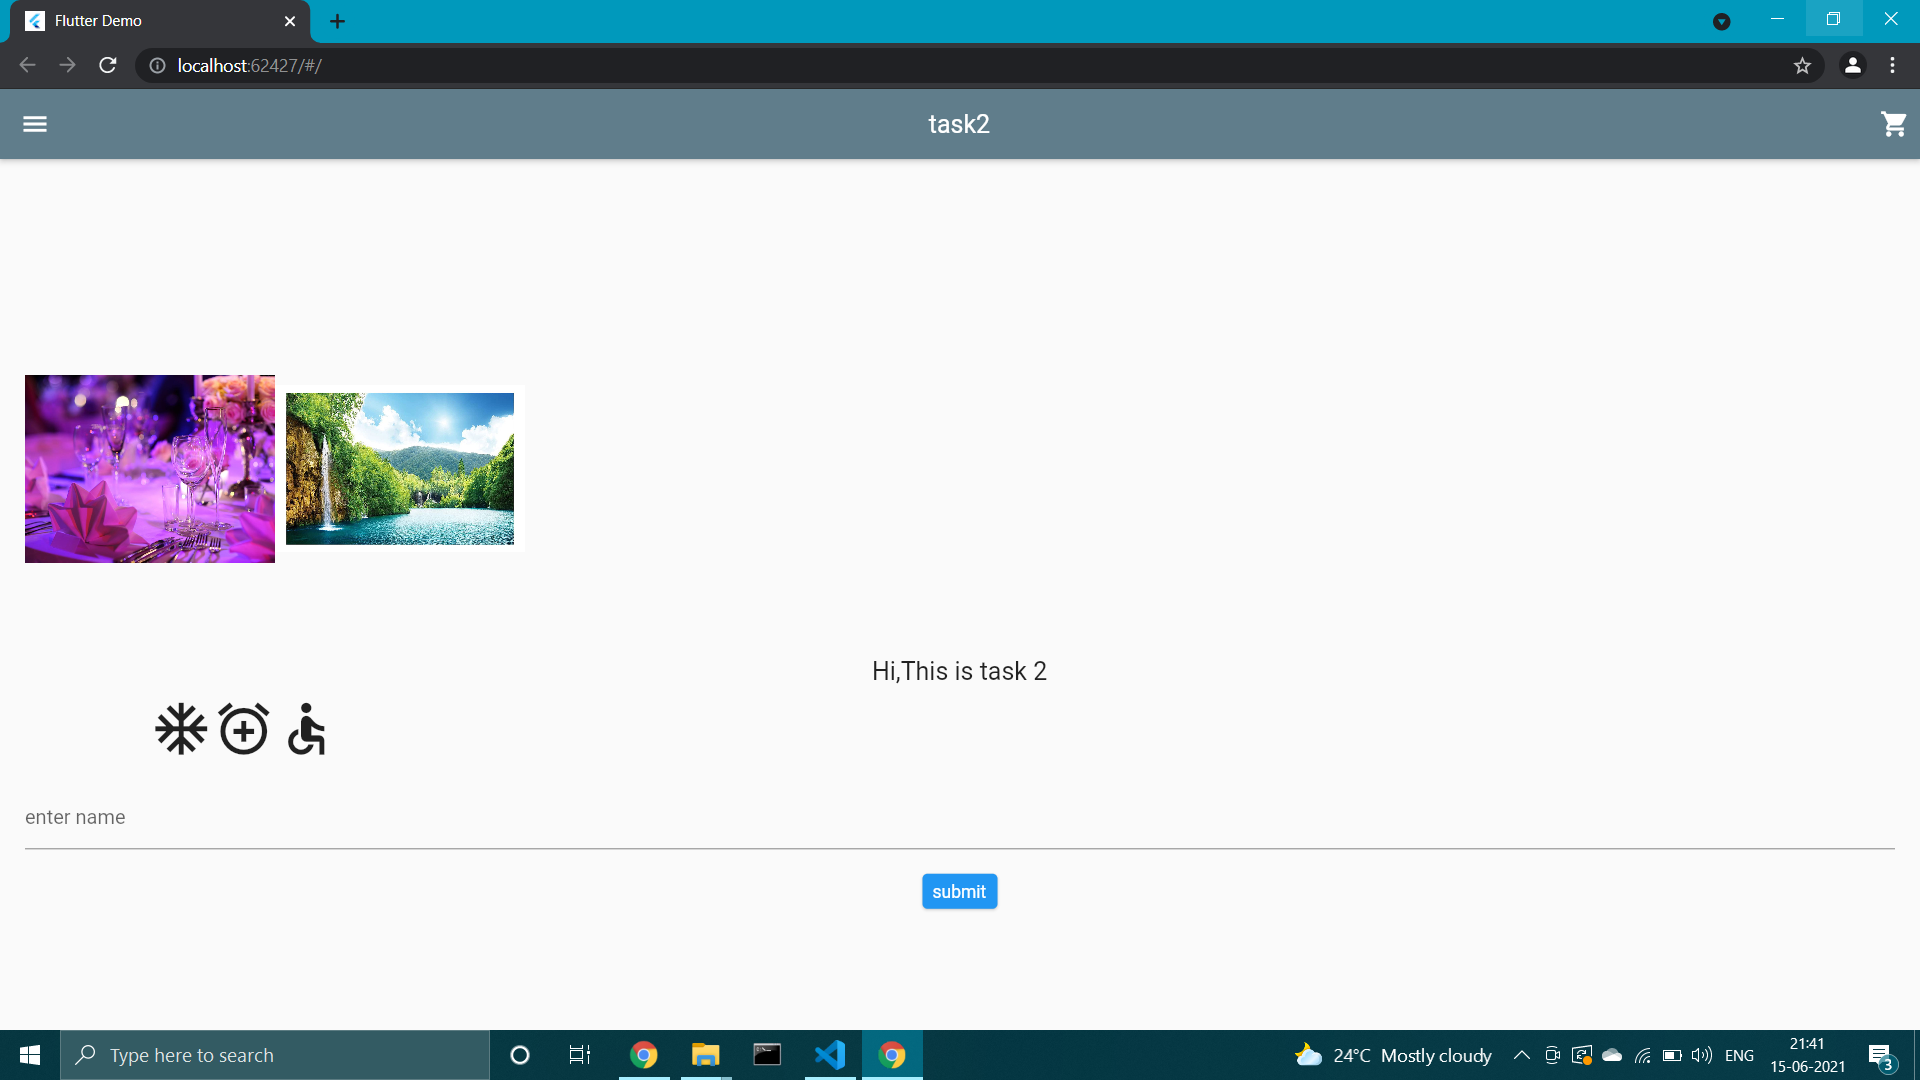 Flutter Demo
localhost:62427/#/
task2
Hi,This is task 2
enter name
submit
Type here to search
24°C Mostly cloudy
ENG
21:41
15-06-2021
3